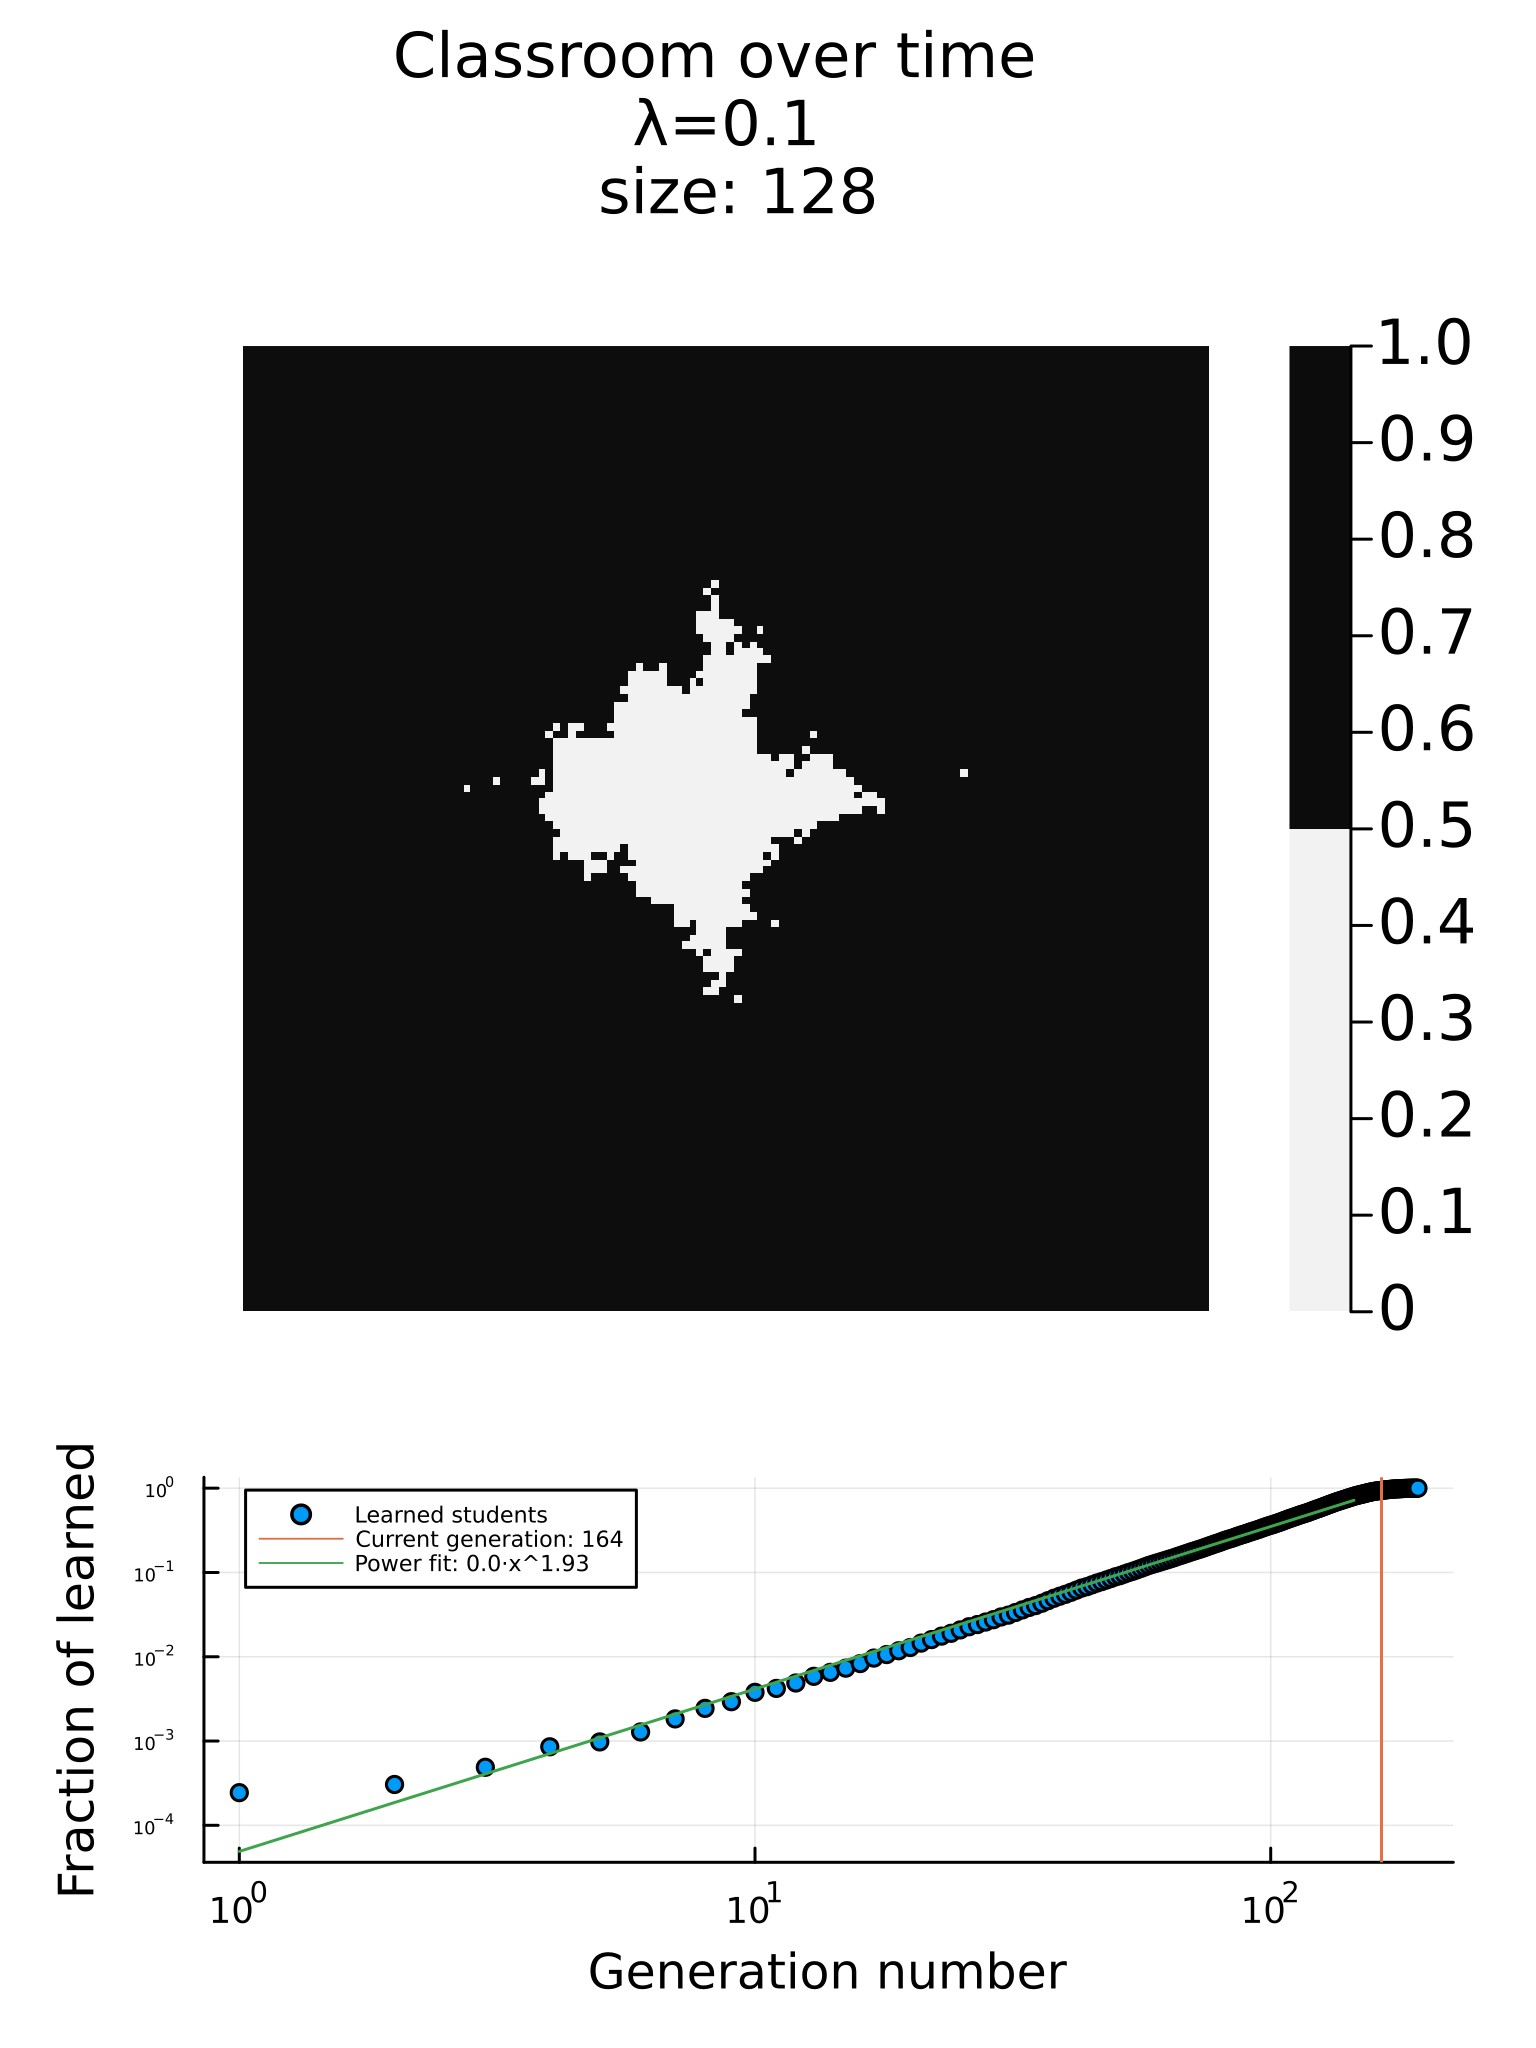 Classroom over time
λ=0.1
size: 128
1.0
0.9
0.8
0.7
0.6
0.5
0.4
0.3
0.2
0.1
0
Fraction of learned
10^0
10^-1
10^-2
10^-3
10^-4
Learned students
Current generation: 164
Power fit: 0.0·x^1.93
10^0 10^1 10^2
Generation number